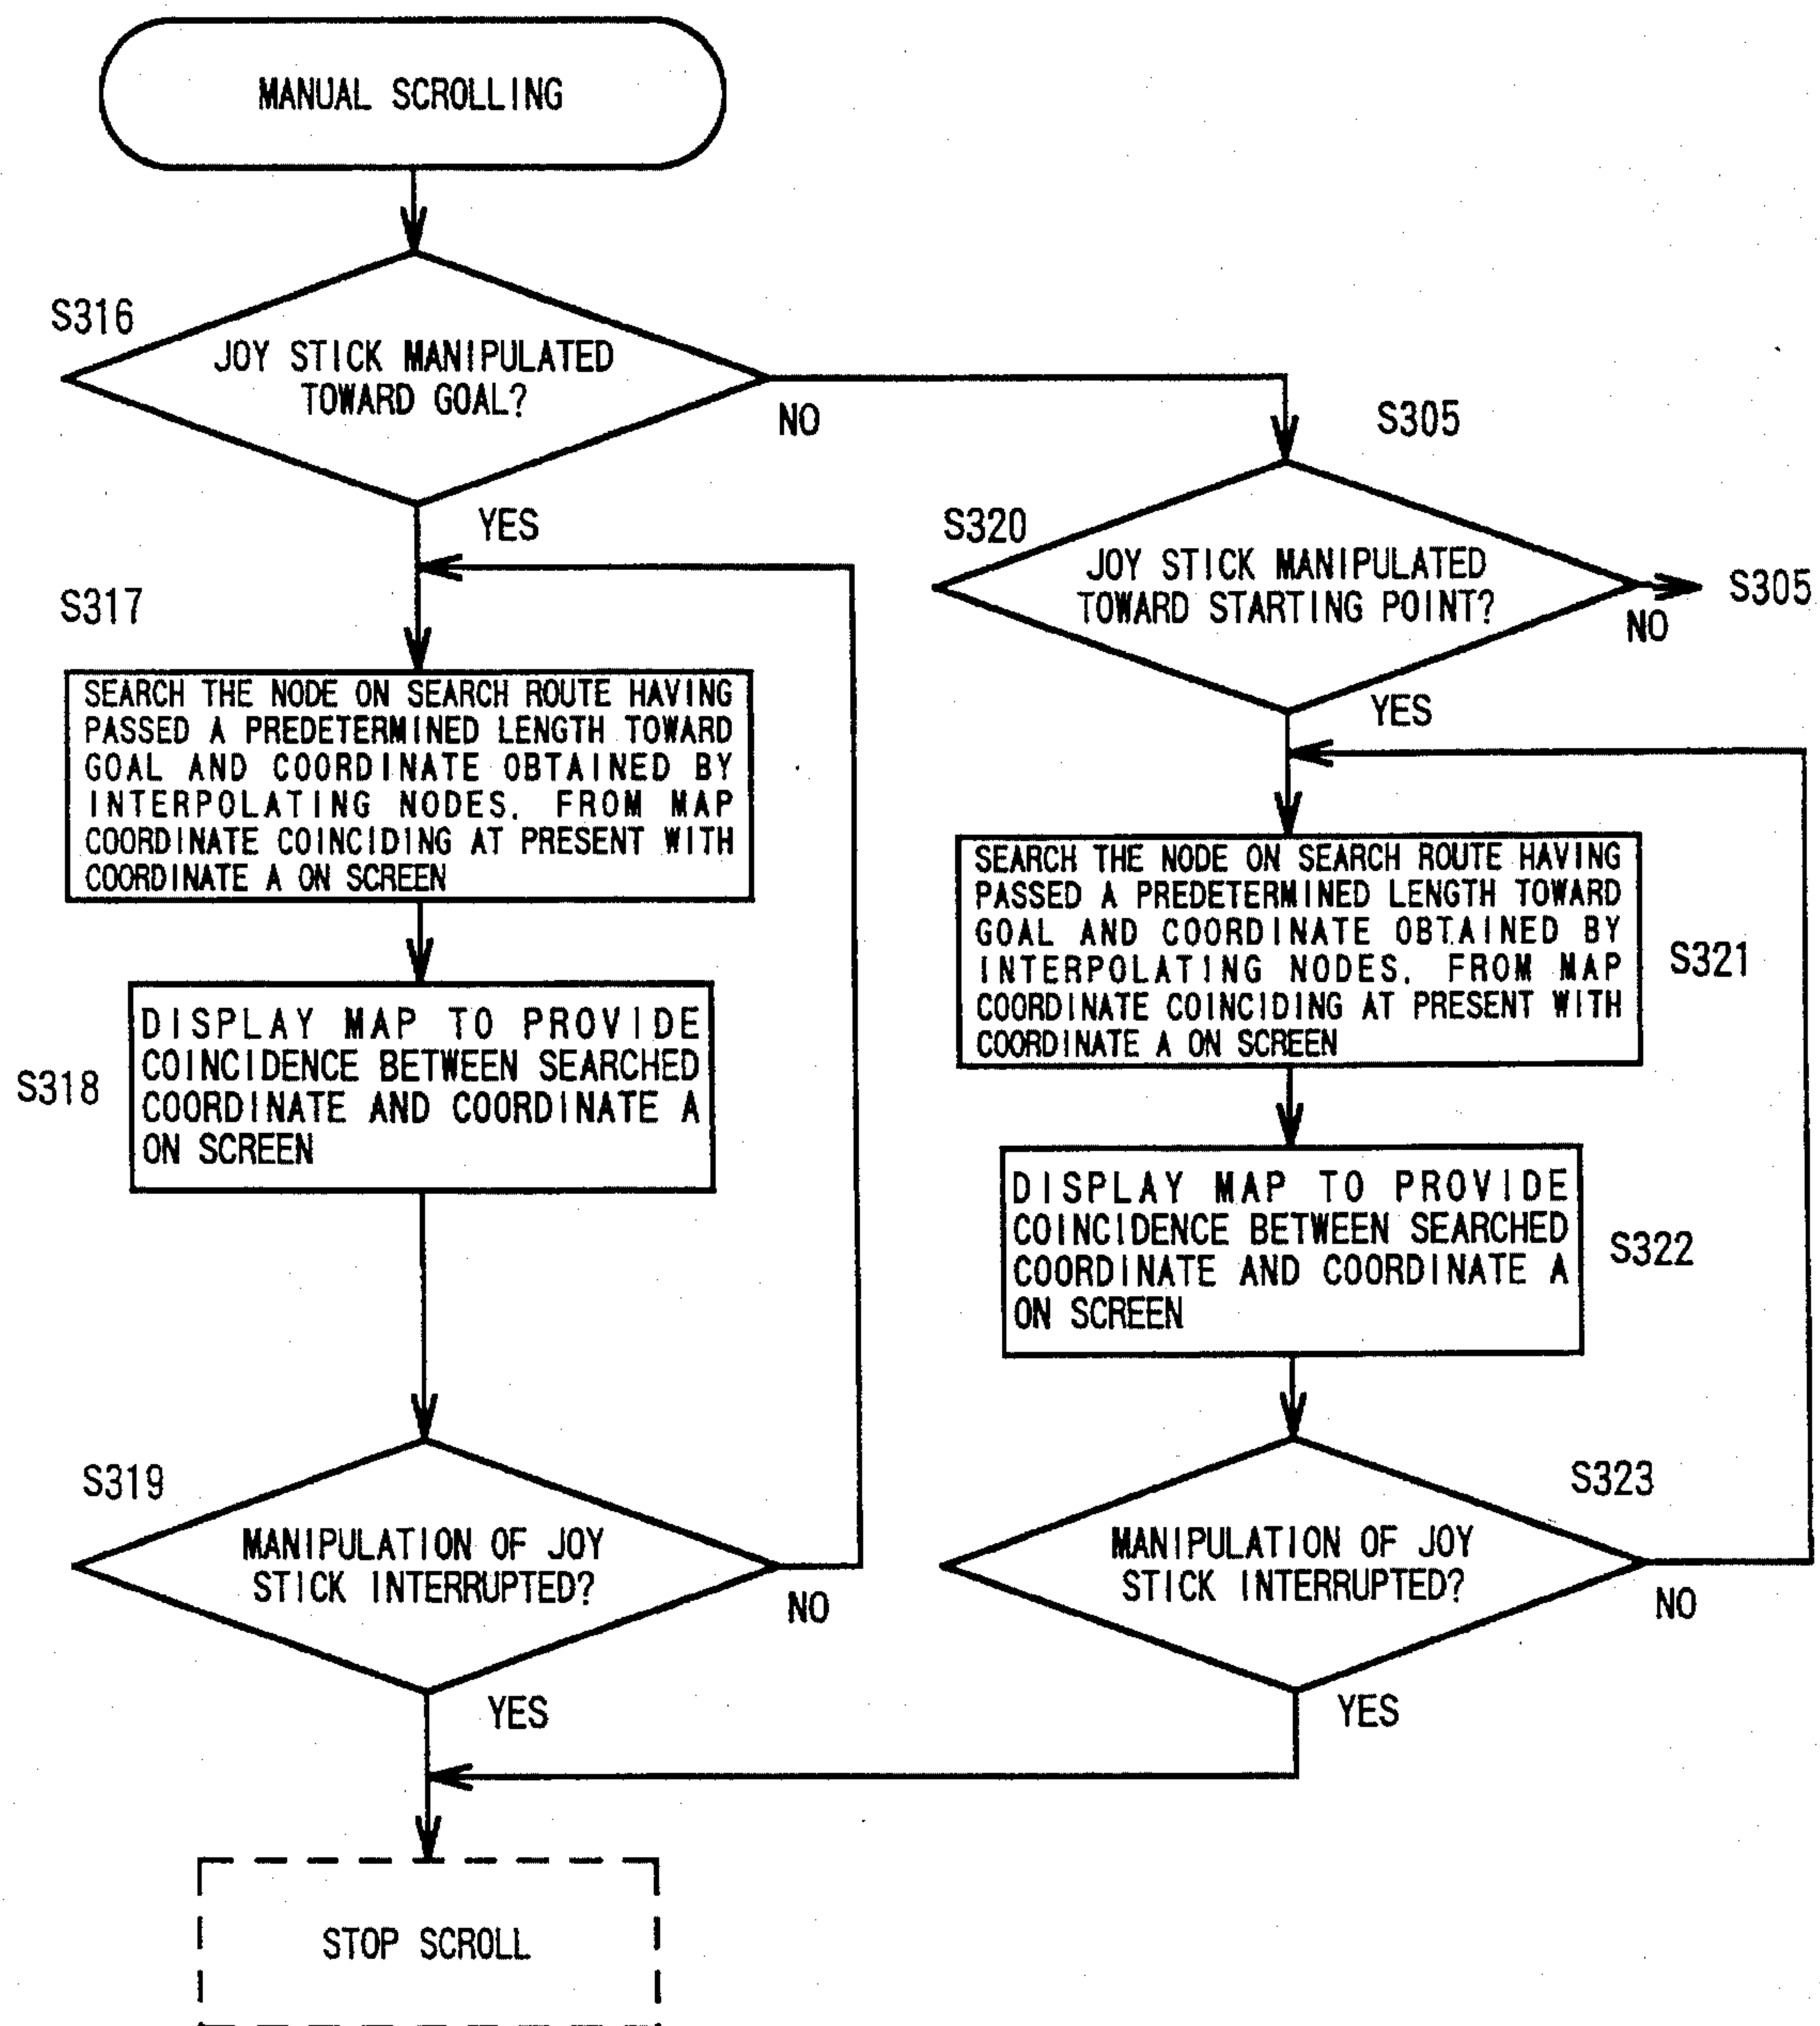 MANUAL SCROLLING
S316
JOY STICK MANIPULATED
TOWARD GOAL?
NO
YES
S305
S320
JOY STICK MANIPULATED
TOWARD STARTING POINT?
S305
NO
YES
S317
SEARCH THE NODE ON SEARCH ROUTE HAVING
PASSED A PREDETERMINED LENGTH TOWARD
GOAL AND COORDINATE OBTAINED BY
INTERPOLATING NODES. FROM MAP
COORDINATE COINCIDING AT PRESENT WITH
COORDINATE A ON SCREEN
SEARCH THE NODE ON SEARCH ROUTE HAVING
PASSED A PREDETERMINED LENGTH TOWARD
GOAL AND COORDINATE OBTAINED BY
INTERPOLATING NODES. FROM MAP
COORDINATE COINCIDING AT PRESENT WITH
COORDINATE A ON SCREEN
S321
S318
DISPLAY MAP TO PROVIDE
COINCIDENCE BETWEEN SEARCHED
COORDINATE AND COORDINATE A
ON SCREEN
DISPLAY MAP TO PROVIDE
COINCIDENCE BETWEEN SEARCHED
COORDINATE AND COORDINATE A
ON SCREEN
S322
S319
MANIPULATION OF JOY
STICK INTERRUPTED?
NO
YES
S323
MANIPULATION OF JOY
STICK INTERRUPTED?
NO
YES
STOP SCROLL